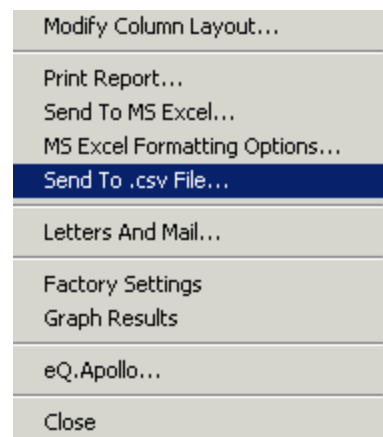 Modify Column Layout...
Print Report...
Send To MS Excel...
MS Excel Formatting Options...
Send To .csv File...
Letters And Mail...
Factory Settings
Graph Results
eQ.Apollo...
Close